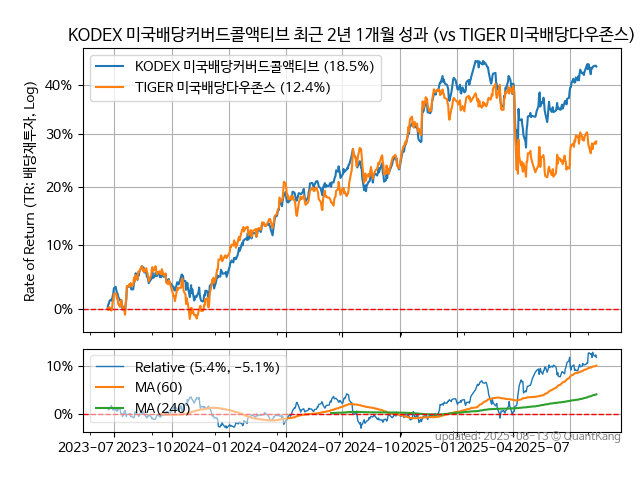 KODEX 미국배당커버드콜액티브 최근 2년 1개월 성과 (vs TIGER 미국배당다우존스)
Rate of Return (TR: 배당재투자, Log)
40%
30%
20%
10%
0%
KODEX 미국배당커버드콜액티브 (18.5%)
TIGER 미국배당다우존스 (12.4%)
10%
0%
Relative (5.4%, −5.1%)
MA(60)
MA(240)
2023-07 2023-10 2024-01 2024-04 2024-07 2024-10 2025-01 2025-04 2025-07
updated: 2025-08-13 © QuantKang